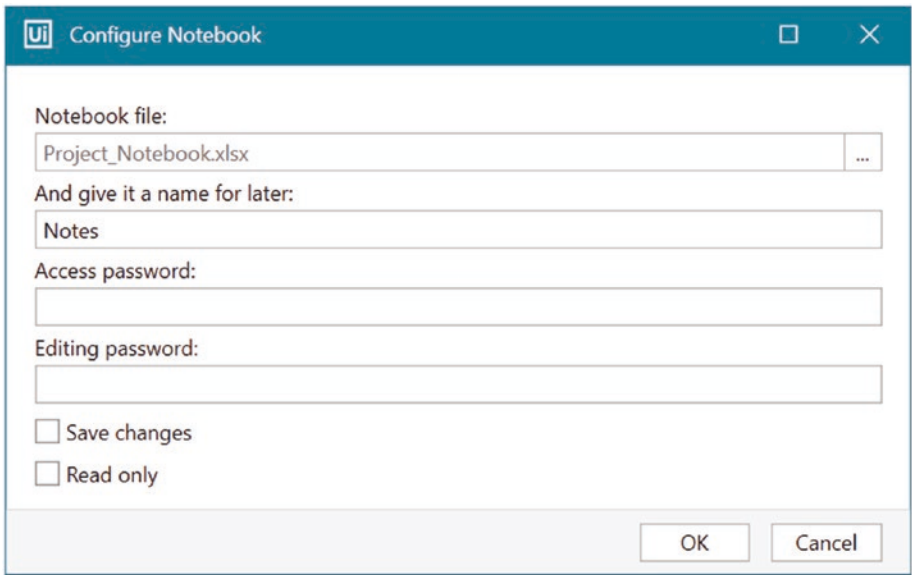 Ui Configure Notebook
Notebook file:
Project_Notebook.xlsx ...
And give it a name for later:
Notes
Access password:
Editing password:
Save changes
Read only
OK Cancel